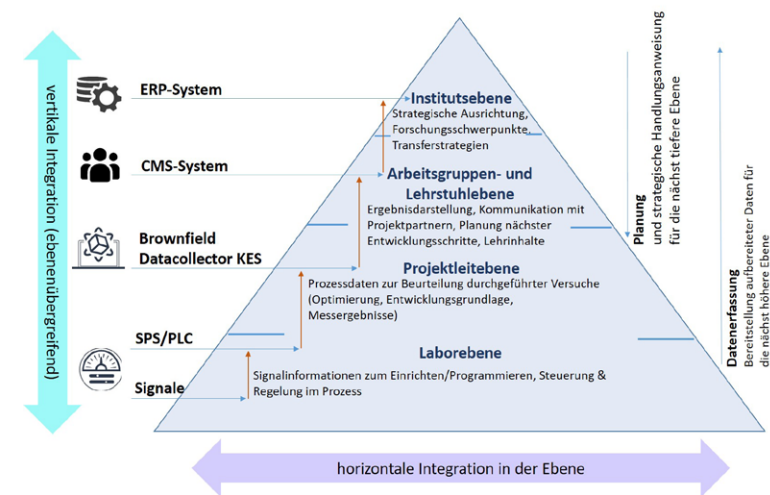 vertikale Integration (ebenenübergreifend)
ERP-System
CMS-System
Brownfield
Datacollector KES
SPS/PLC
Signale
Institutsebene
Strategische Ausrichtung,
Forschungsschwerpunkte,
Transferstrategien
Arbeitsgruppen- und
Lehrstuhlebene
Ergebnisdarstellung, Kommunikation mit
Projektpartnern, Planung nächster
Entwicklungsschritte, Lehrinhalte
Projektleitebene
Prozessdaten zur Beurteilung durchgeführter Versuche
(Optimierung, Entwicklungsgrundlage,
Messergebnisse)
Laborebene
Signalinformationen zum Einrichten/Programmieren, Steuerung &
Regelung im Prozess
Planung
und strategische Handlungsanweisung
für die nächst tiefere Ebene
Datenerfassung
Bereitstellung aufbereiteter Daten für
die nächst höhere Ebene
horizontale Integration in der Ebene